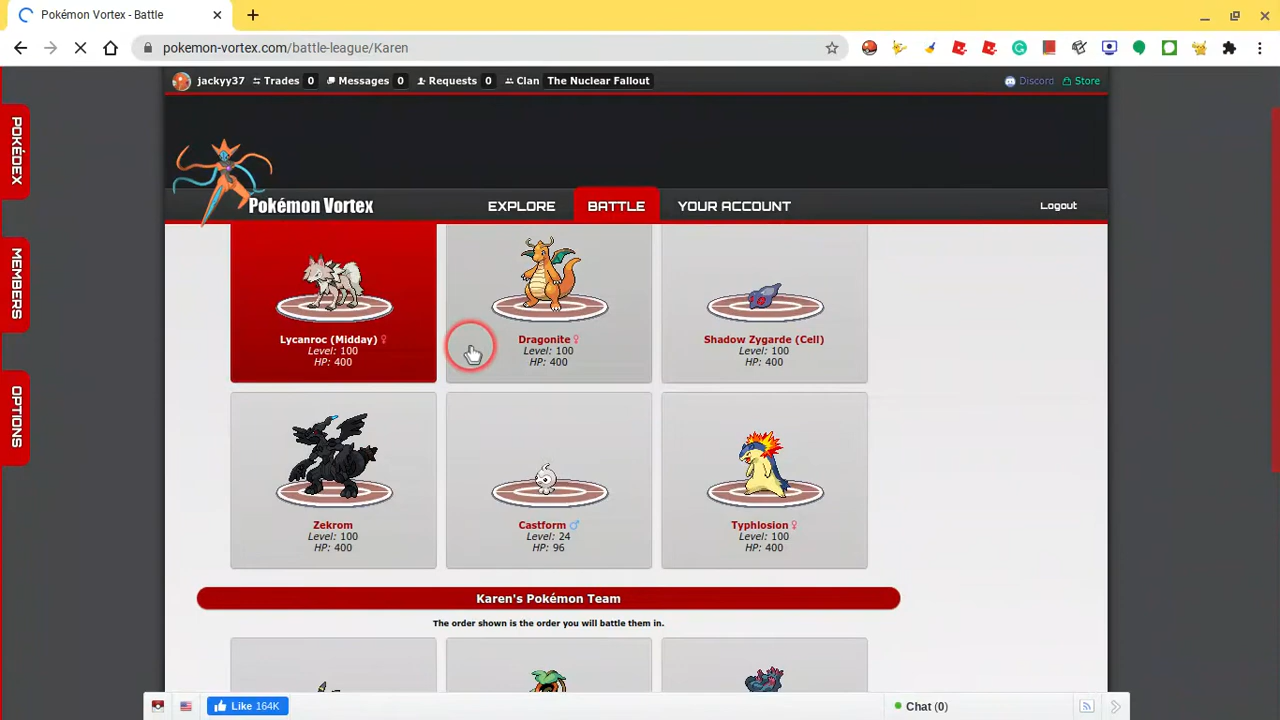 Pokémon Vortex - Battle
pokemon-vortex.com/battle-league/Karen
jackyy37 Trades 0 Messages 0 Requests 0 Clan The Nuclear Fallout Discord Store
POKÉDEX
MEMBERS
OPTIONS
Pokémon Vortex EXPLORE BATTLE YOUR ACCOUNT Logout
Lycanroc (Midday) ♀
Level: 100
HP: 400
Dragonite ♀
Level: 100
HP: 400
Shadow Zygarde (Cell)
Level: 100
HP: 400
Zekrom
Level: 100
HP: 400
Castform ♂
Level: 24
HP: 96
Typhlosion ♀
Level: 100
HP: 400
Karen's Pokémon Team
The order shown is the order you will battle them in.
Like 164K
Chat (0)